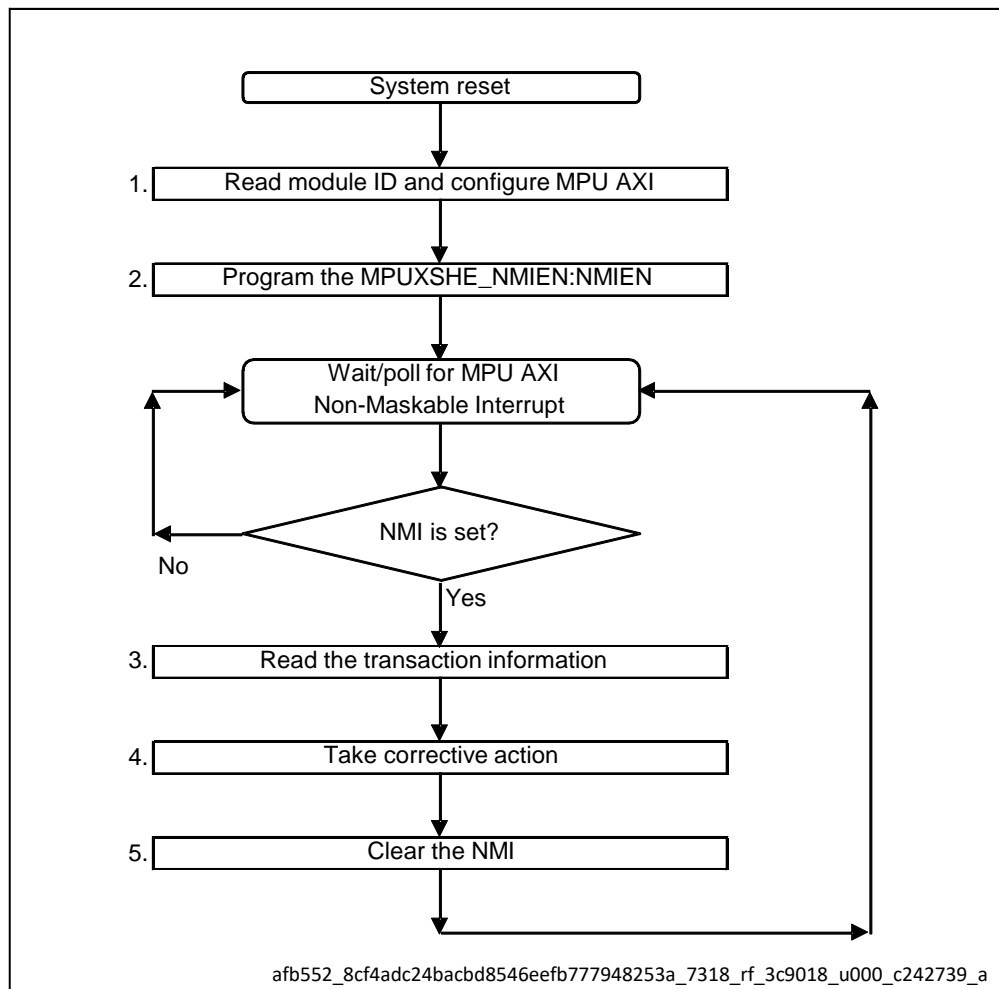 System reset
1. Read module ID and configure MPU AXI
2. Program the MPUXSHE_NMIEN:NMIEN
Wait/poll for MPU AXI
Non-Maskable Interrupt
NMI is set?
No
Yes
3. Read the transaction information
4. Take corrective action
5. Clear the NMI
afb552_8cf4adc24bacbd8546eefb777948253a_7318_rf_3c9018_u000_c242739_a